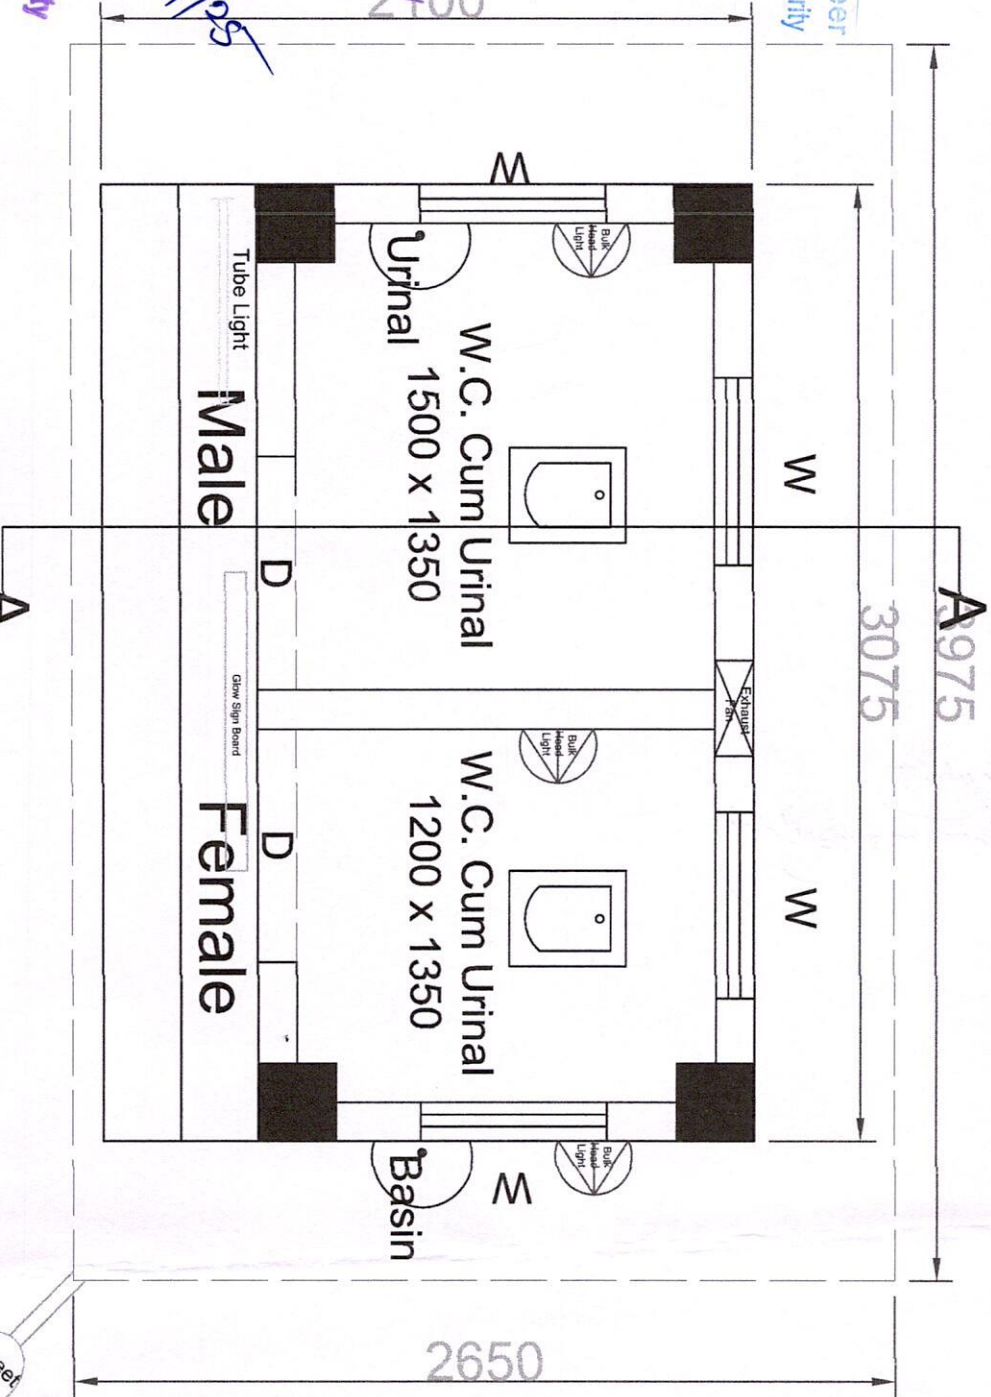 A
3975
3075
W
W
Exhaust
Fan
Bulk
Head
Light
Bulk
Head
Light
Bulk
Head
Light
W
W
W.C. Cum Urinal
1500 x 1350
W.C. Cum Urinal
1200 x 1350
2650
Urinal
Basin
D
D
Tube Light
Glow Sign Board
Male
Female
A